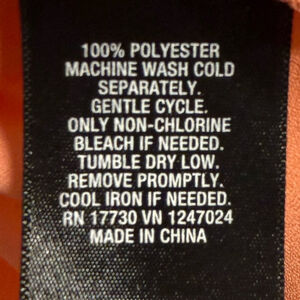 100% POLYESTER
MACHINE WASH COLD
SEPARATELY.
GENTLE CYCLE.
ONLY NON-CHLORINE
BLEACH IF NEEDED.
TUMBLE DRY LOW.
REMOVE PROMPTLY.
COOL IRON IF NEEDED.
RN 17730 VN 1247024
MADE IN CHINA